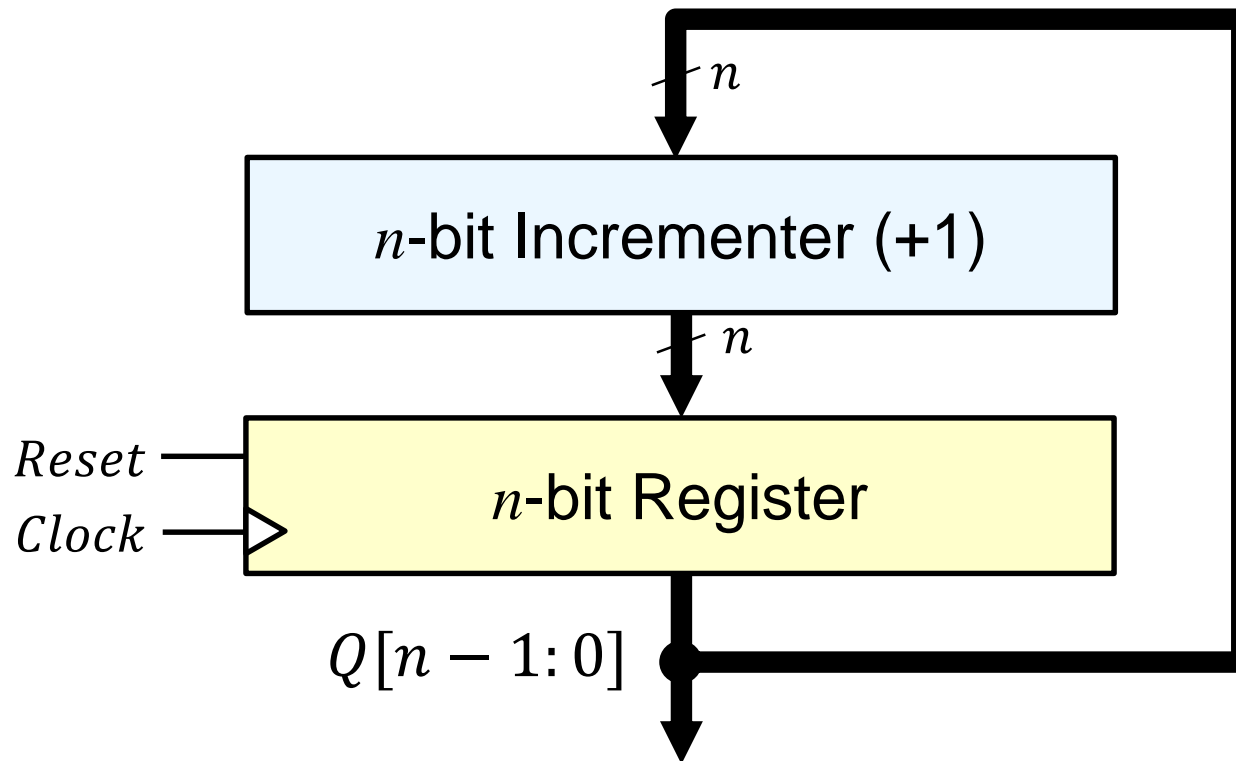 n
n-bit Incrementer (+1)
n
Reset
n-bit Register
Clock
Q[n − 1: 0]